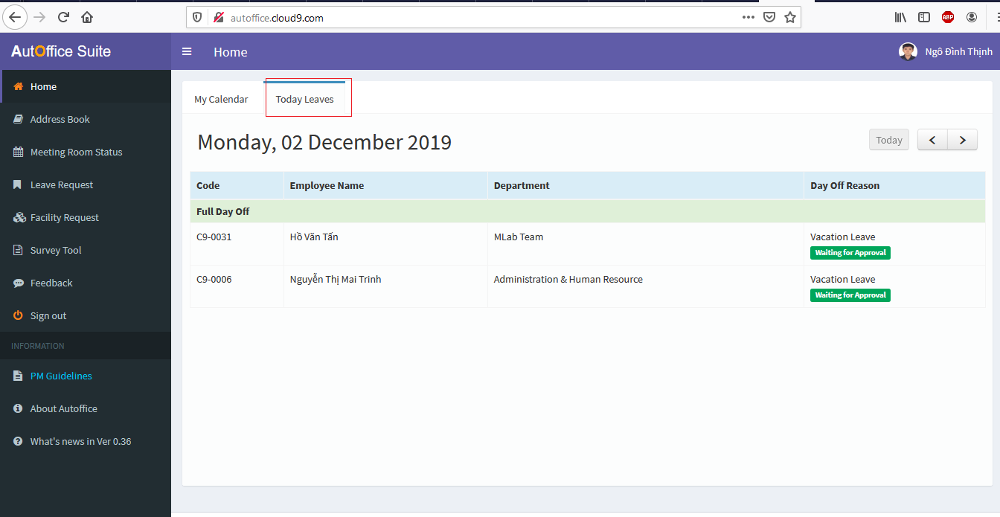 autoffice.cloud9.com
ABP
AutOffice Suite
Home
Ngô Đình Thịnh
Home
Address Book
Meeting Room Status
Leave Request
Facility Request
Survey Tool
Feedback
Sign out
INFORMATION
PM Guidelines
About Autoffice
What's news in Ver 0.36
My Calendar
Today Leaves
Monday, 02 December 2019
Today
Code Employee Name Department Day Off Reason
Full Day Off
C9-0031 Hồ Văn Tấn MLab Team Vacation Leave
Waiting for Approval
C9-0006 Nguyễn Thị Mai Trinh Administration & Human Resource Vacation Leave
Waiting for Approval